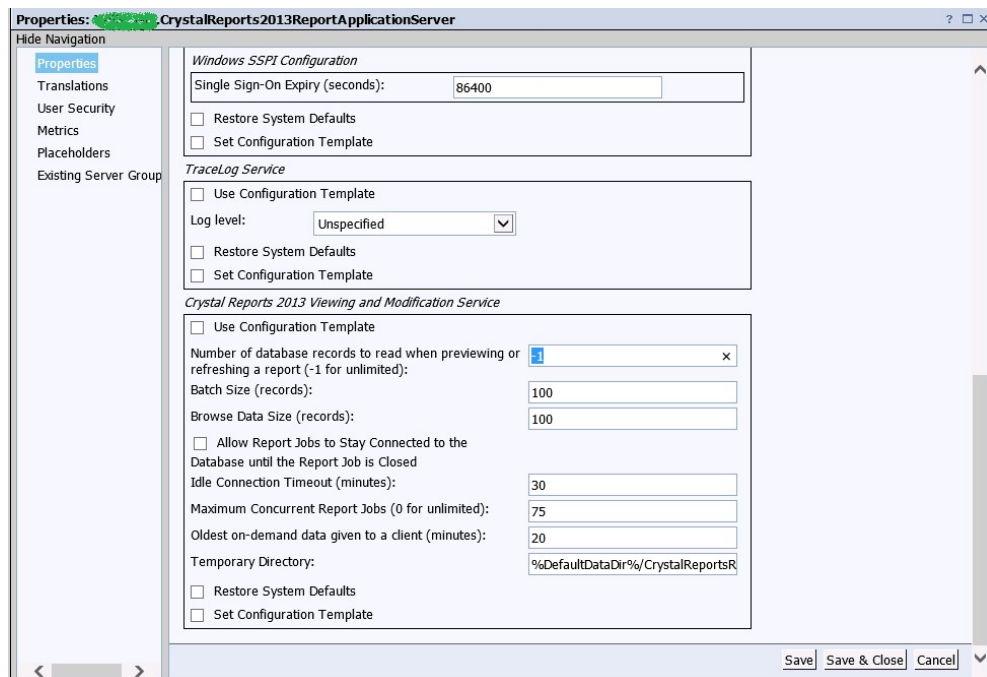 Properties: .CrystalReports2013ReportApplicationServer
? □ ×
Hide Navigation
Properties
Translations
User Security
Metrics
Placeholders
Existing Server Group
Windows SSPI Configuration
Single Sign-On Expiry (seconds): 86400
Restore System Defaults
Set Configuration Template
TraceLog Service
Use Configuration Template
Log level: Unspecified
Restore System Defaults
Set Configuration Template
Crystal Reports 2013 Viewing and Modification Service
Use Configuration Template
Number of database records to read when previewing or -1 ×
refreshing a report (-1 for unlimited):
Batch Size (records): 100
Browse Data Size (records): 100
Allow Report Jobs to Stay Connected to the
Database until the Report Job is Closed
Idle Connection Timeout (minutes): 30
Maximum Concurrent Report Jobs (0 for unlimited): 75
Oldest on-demand data given to a client (minutes): 20
Temporary Directory: %DefaultDataDir%/CrystalReportsR
Restore System Defaults
Set Configuration Template
Save Save & Close Cancel